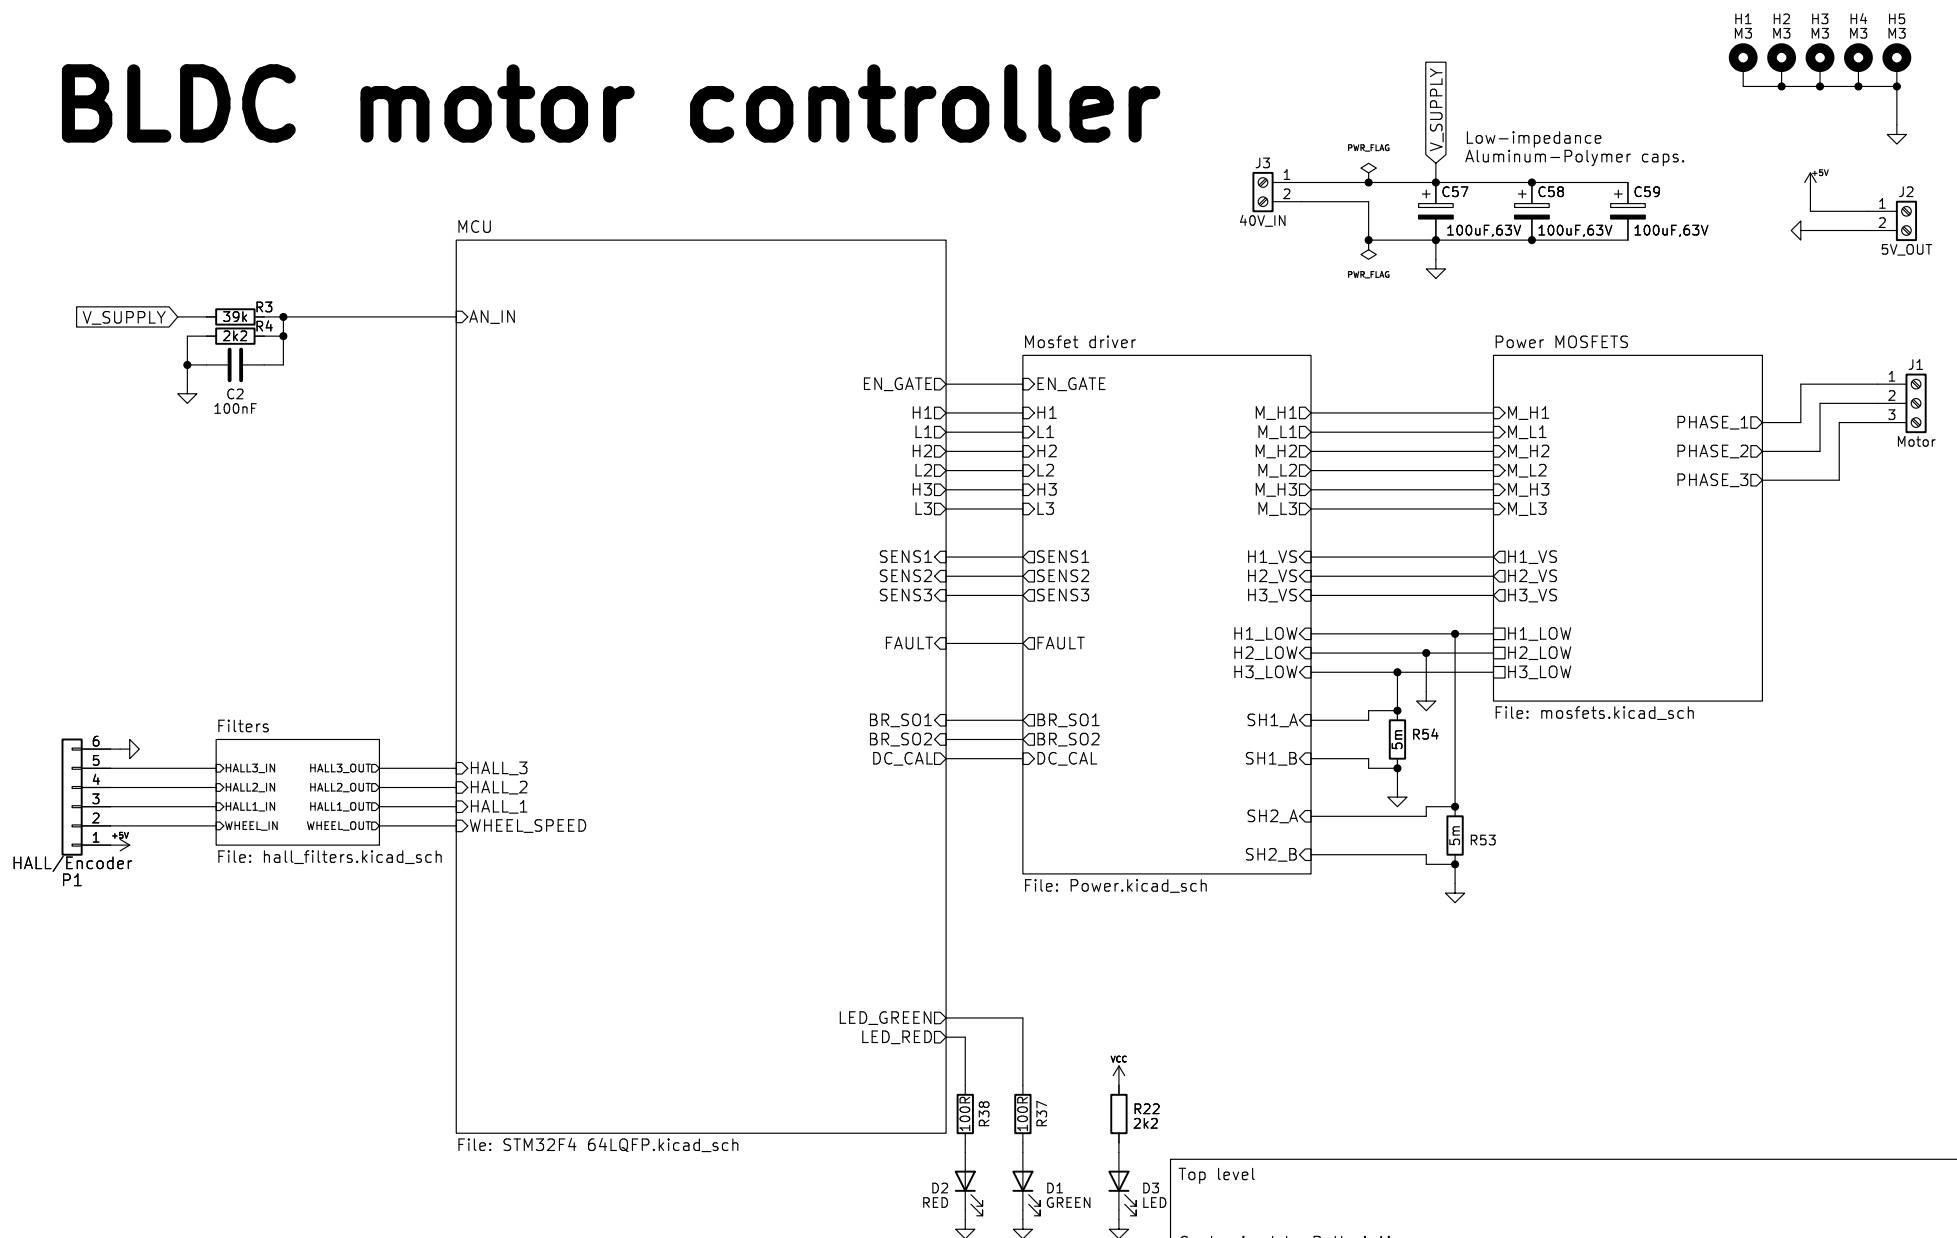 BLDC motor controller
H1 H2 H3 H4 H5
M3 M3 M3 M3 M3
V_SUPPLY
Low-impedance
Aluminum-Polymer caps.
PWR_FLAG
J3
1
2
40V_IN
+ C57
100uF,63V
+ C58
100uF,63V
+ C59
100uF,63V
PWR_FLAG
+5V
J2
1
2
5V_OUT
V_SUPPLY
R3
39k
R4
2k2
C2
100nF
MCU
AN_IN
EN_GATE
H1
L1
H2
L2
H3
L3
SENS1
SENS2
SENS3
FAULT
BR_SO1
BR_SO2
DC_CAL
HALL_3
HALL_2
HALL_1
WHEEL_SPEED
LED_GREEN
LED_RED
File: STM32F4 64LQFP.kicad_sch
Mosfet driver
EN_GATE
H1
L1
H2
L2
H3
L3
SENS1
SENS2
SENS3
FAULT
BR_SO1
BR_SO2
DC_CAL
M_H1
M_L1
M_H2
M_L2
M_H3
M_L3
H1_VS
H2_VS
H3_VS
H1_LOW
H2_LOW
H3_LOW
SH1_A
SH1_B
SH2_A
SH2_B
File: Power.kicad_sch
5m
R54
5m
R53
Power MOSFETS
M_H1
M_L1
M_H2
M_L2
M_H3
M_L3
H1_VS
H2_VS
H3_VS
H1_LOW
H2_LOW
H3_LOW
PHASE_1
PHASE_2
PHASE_3
File: mosfets.kicad_sch
J1
1
2
3
Motor
Filters
HALL3_IN HALL3_OUT
HALL2_IN HALL2_OUT
HALL1_IN HALL1_OUT
WHEEL_IN WHEEL_OUT
File: hall_filters.kicad_sch
6
5
4
3
2
1
+5V
HALL/Encoder
P1
100R
R38
100R
R37
VCC
R22
2k2
D2
RED
D1
GREEN
D3
LED
Top level